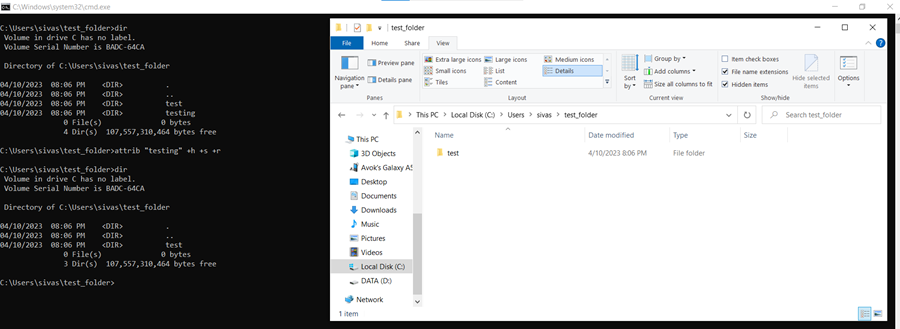 C:\Windows\system32\cmd.exe
C:\Users\sivas\test_folder>dir
Volume in drive C has no label.
Volume Serial Number is BADC-64CA
Directory of C:\Users\sivas\test_folder
04/10/2023 08:06 PM <DIR> .
04/10/2023 08:06 PM <DIR> ..
04/10/2023 08:06 PM <DIR> test
04/10/2023 08:06 PM <DIR> testing
0 File(s) 0 bytes
4 Dir(s) 107,557,310,464 bytes free
C:\Users\sivas\test_folder>attrib "testing" +h +s +r
C:\Users\sivas\test_folder>dir
Volume in drive C has no label.
Volume Serial Number is BADC-64CA
Directory of C:\Users\sivas\test_folder
04/10/2023 08:06 PM <DIR> .
04/10/2023 08:06 PM <DIR> ..
04/10/2023 08:06 PM <DIR> test
0 File(s) 0 bytes
3 Dir(s) 107,557,310,464 bytes free
C:\Users\sivas\test_folder>
test_folder
File Home Share View
Navigation pane
Preview pane
Details pane
Panes
Extra large icons Large icons Medium icons
Small icons List Details
Tiles Content
Layout
Sort by
Group by
Add columns
Size all columns to fit
Current view
Item check boxes
File name extensions
Hidden items
Hide selected items
Show/hide
Options
This PC > Local Disk (C:) > Users > sivas > test_folder
Search test_folder
This PC
3D Objects
Avok's Galaxy A5
Desktop
Documents
Downloads
Music
Pictures
Videos
Local Disk (C:)
DATA (D:)
Network
Name Date modified Type Size
test 4/10/2023 8:06 PM File folder
1 item